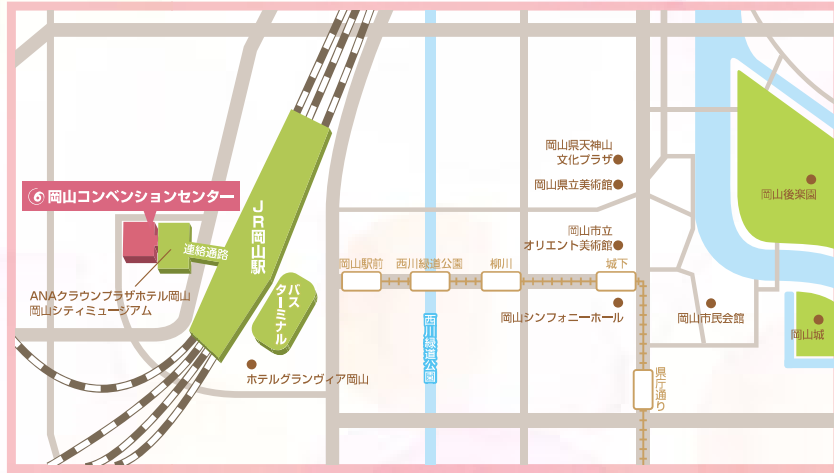 岡山コンベンションセンター
JR岡山駅
連絡通路
ANAクラウンプラザホテル岡山
岡山シティミュージアム
バス
ターミナル
ホテルグランヴィア岡山
岡山駅前
西川緑道公園
柳川
城下
西川緑道公園
岡山県天神山
文化プラザ
岡山県立美術館
岡山市立
オリエント美術館
岡山シンフォニーホール
岡山市民会館
県庁通り
岡山後楽園
岡山城